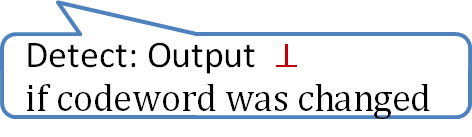 Detect: Output ⊥
if codeword was changed